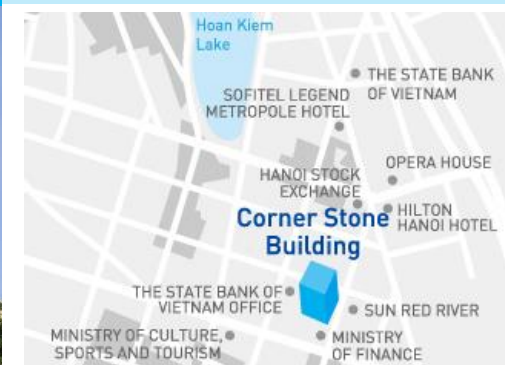 Hoan Kiem
Lake
THE STATE BANK
OF VIETNAM
SOFITEL LEGEND
METROPOLE HOTEL
OPERA HOUSE
HANOI STOCK
EXCHANGE
HILTON
HANOI HOTEL
Corner Stone
Building
THE STATE BANK OF
VIETNAM OFFICE
SUN RED RIVER
MINISTRY OF CULTURE,
SPORTS AND TOURISM
MINISTRY
OF FINANCE